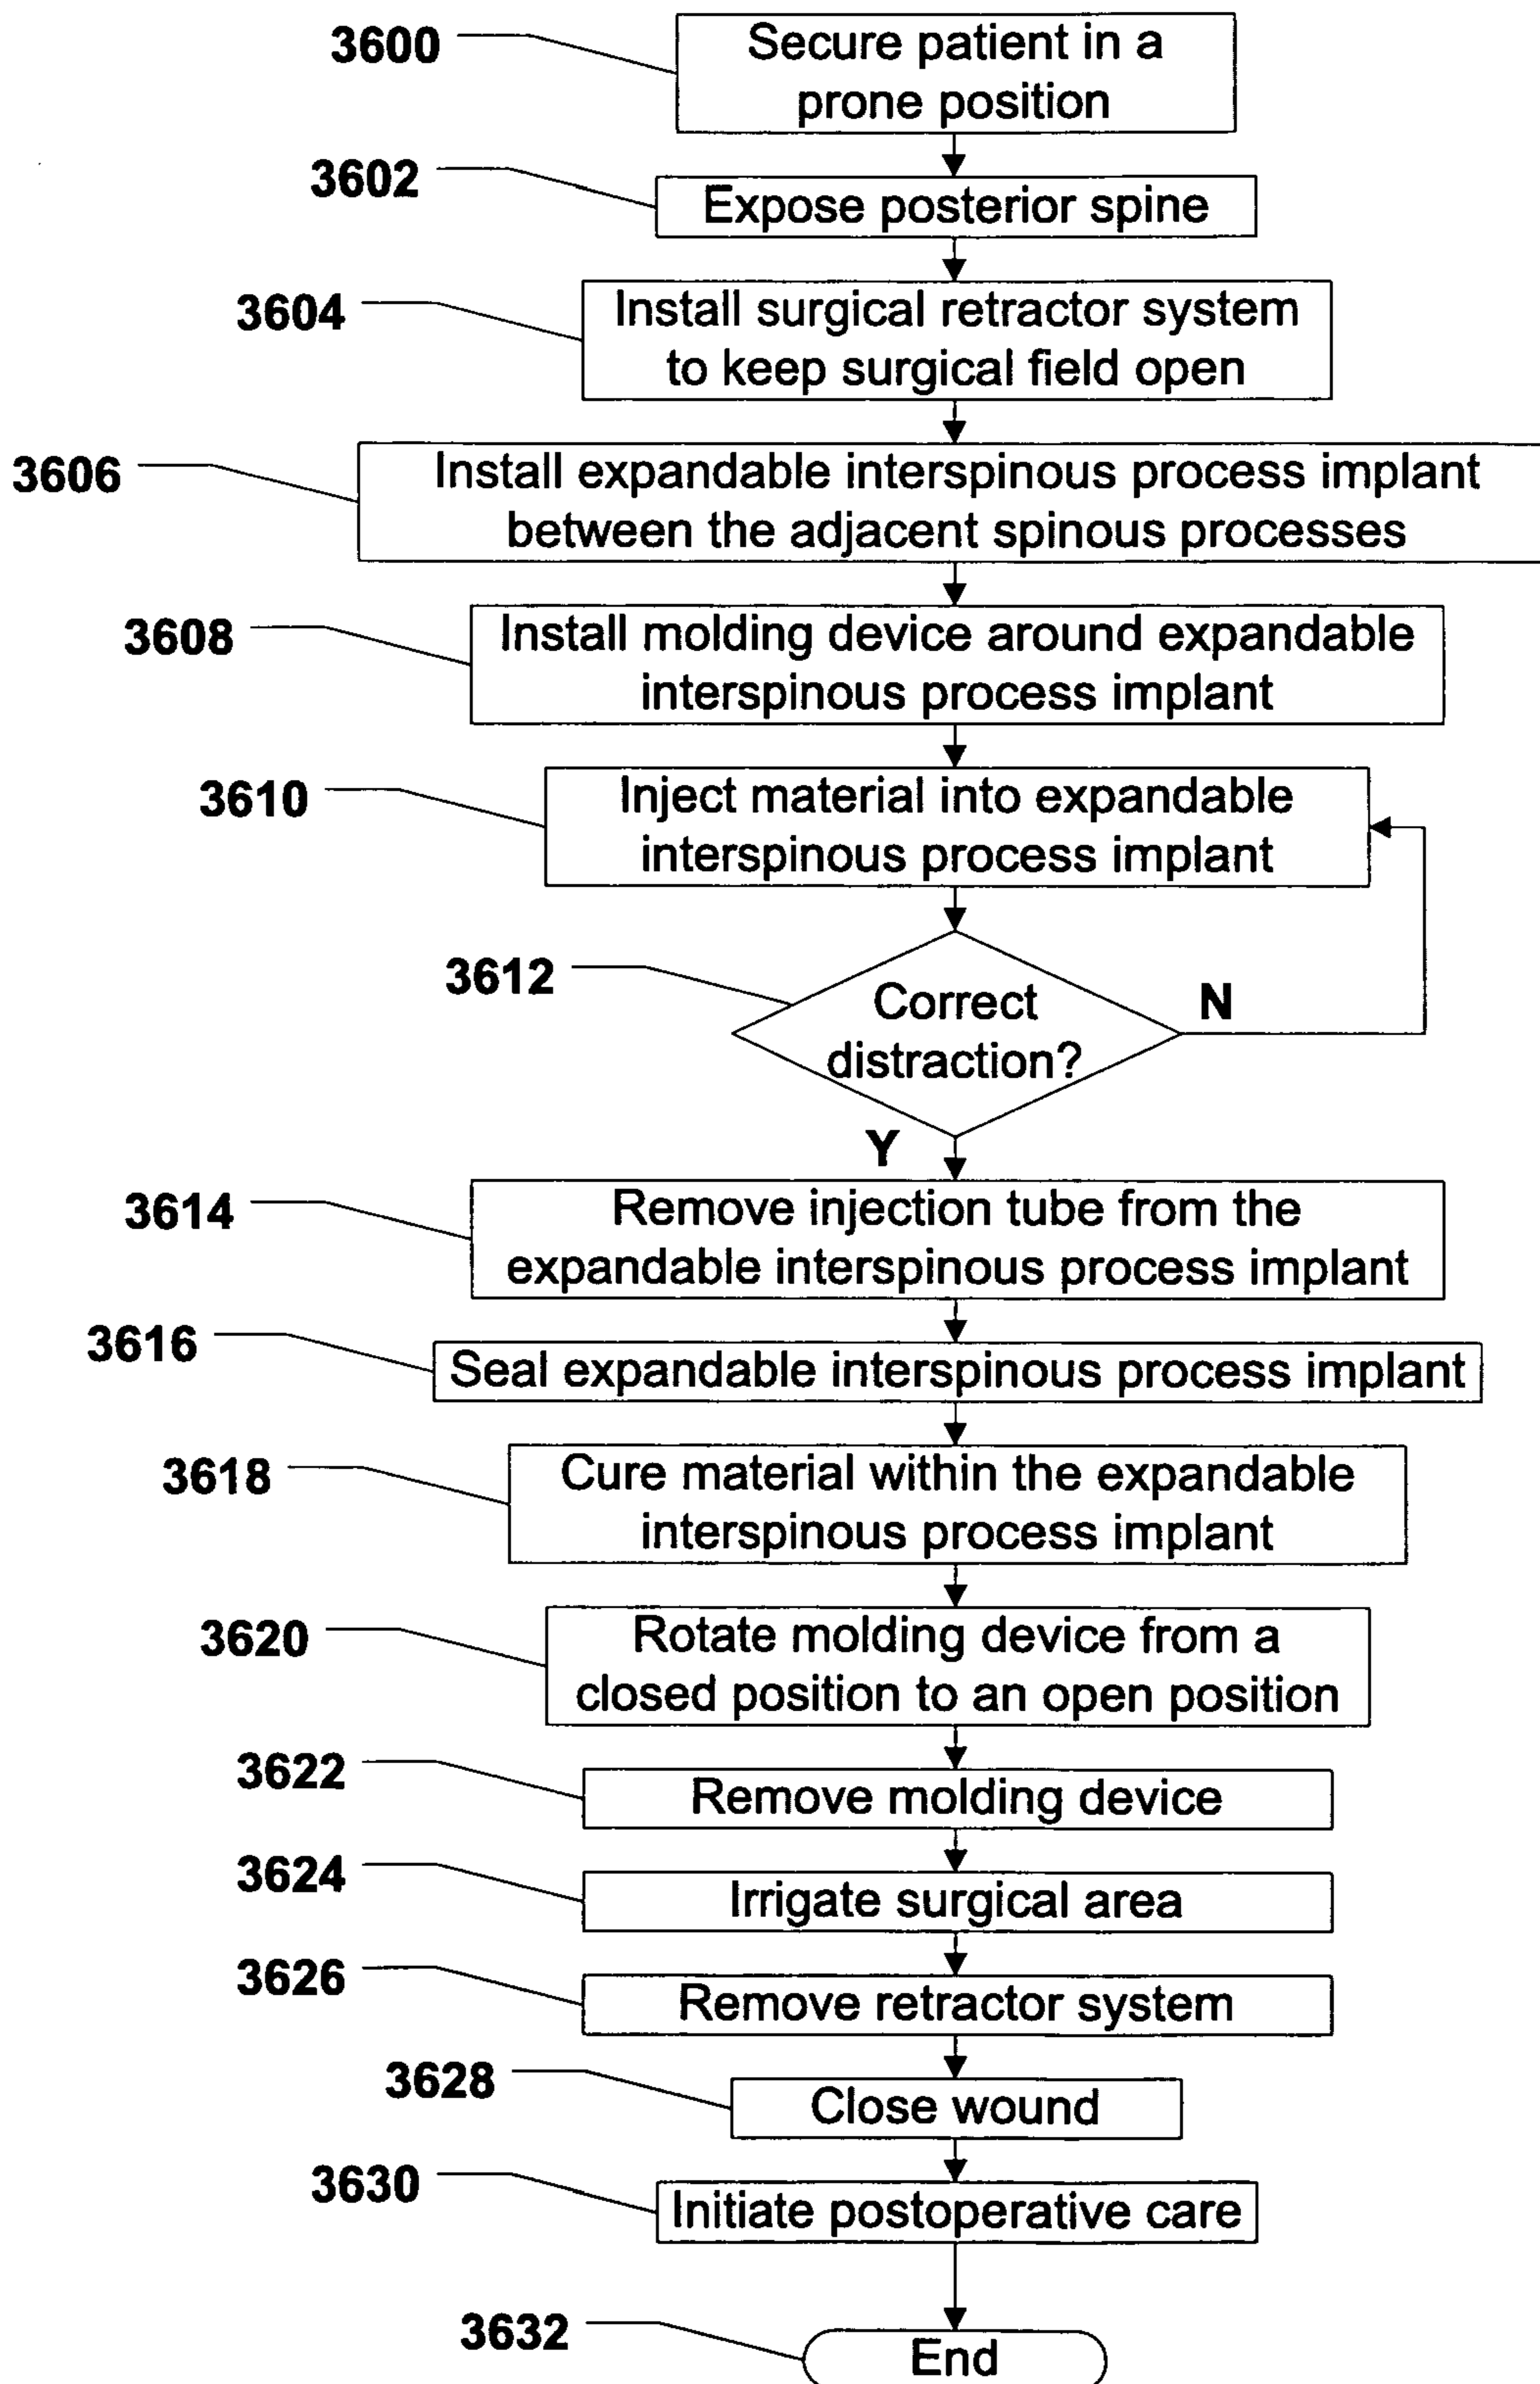 3600
Secure patient in a
prone position
3602
Expose posterior spine
3604
Install surgical retractor system
to keep surgical field open
3606
Install expandable interspinous process implant
between the adjacent spinous processes
3608
Install molding device around expandable
interspinous process implant
3610
Inject material into expandable
interspinous process implant
3612
Correct
distraction?
N
Y
3614
Remove injection tube from the
expandable interspinous process implant
3616
Seal expandable interspinous process implant
3618
Cure material within the expandable
interspinous process implant
3620
Rotate molding device from a
closed position to an open position
3622
Remove molding device
3624
Irrigate surgical area
3626
Remove retractor system
3628
Close wound
3630
Initiate postoperative care
3632
End